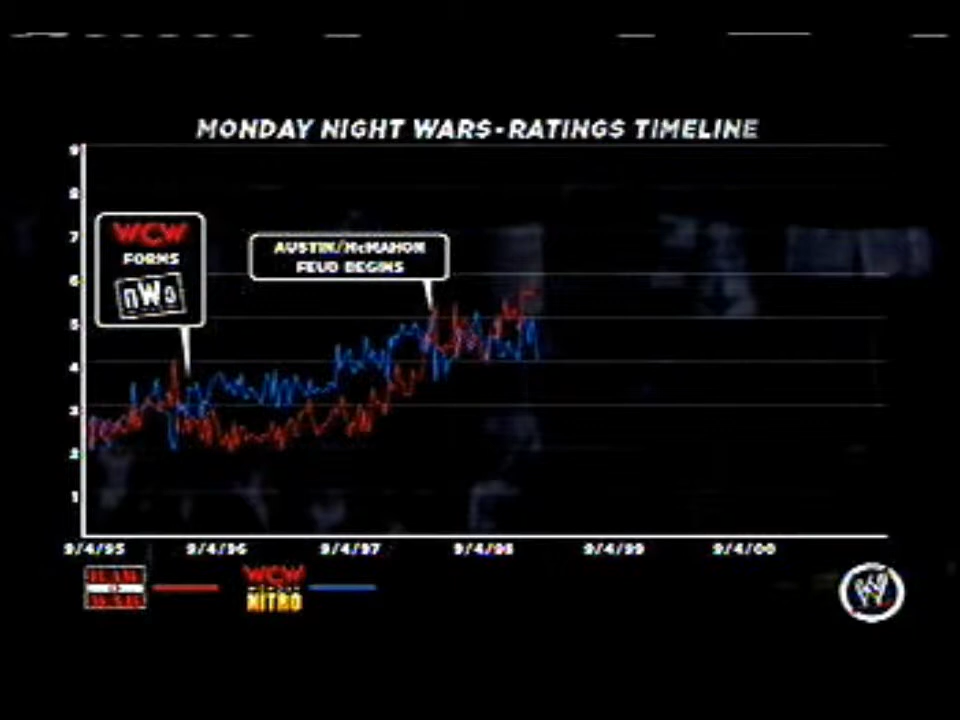 MONDAY NIGHT WARS-RATINGS TIMELINE
9
8
7
6
5
4
3
2
1
WCW
FORMS
nWo
AUSTIN/McMAHON
FEUD BEGINS
9/4/95 9/4/96 9/4/97 9/4/98 9/4/99 9/4/00
RAW
IS
WAR
WCW
NITRO
W